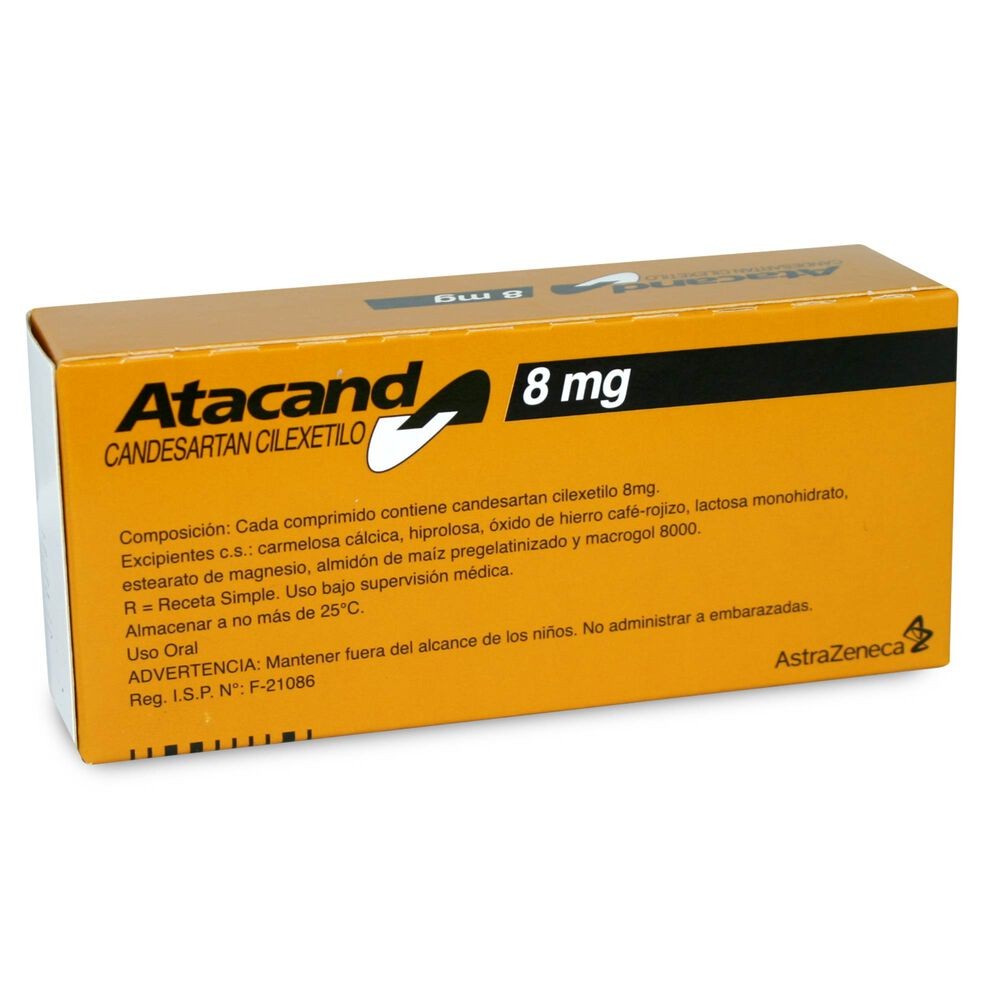 Atacand
CANDESARTAN CILEXETILO
8 mg
Atacand
CANDESARTAN CILEXETILO
8 mg
Composición: Cada comprimido contiene candesartan cilexetilo 8mg.
Excipientes c.s.: carmelosa cálcica, hiprolosa, óxido de hierro café-rojizo, lactosa monohidrato,
estearato de magnesio, almidón de maíz pregelatinizado y macrogol 8000.
R = Receta Simple. Uso bajo supervisión médica.
Almacenar a no más de 25°C.
Uso Oral
ADVERTENCIA: Mantener fuera del alcance de los niños. No administrar a embarazadas.
Reg. I.S.P. N°: F-21086
AstraZeneca